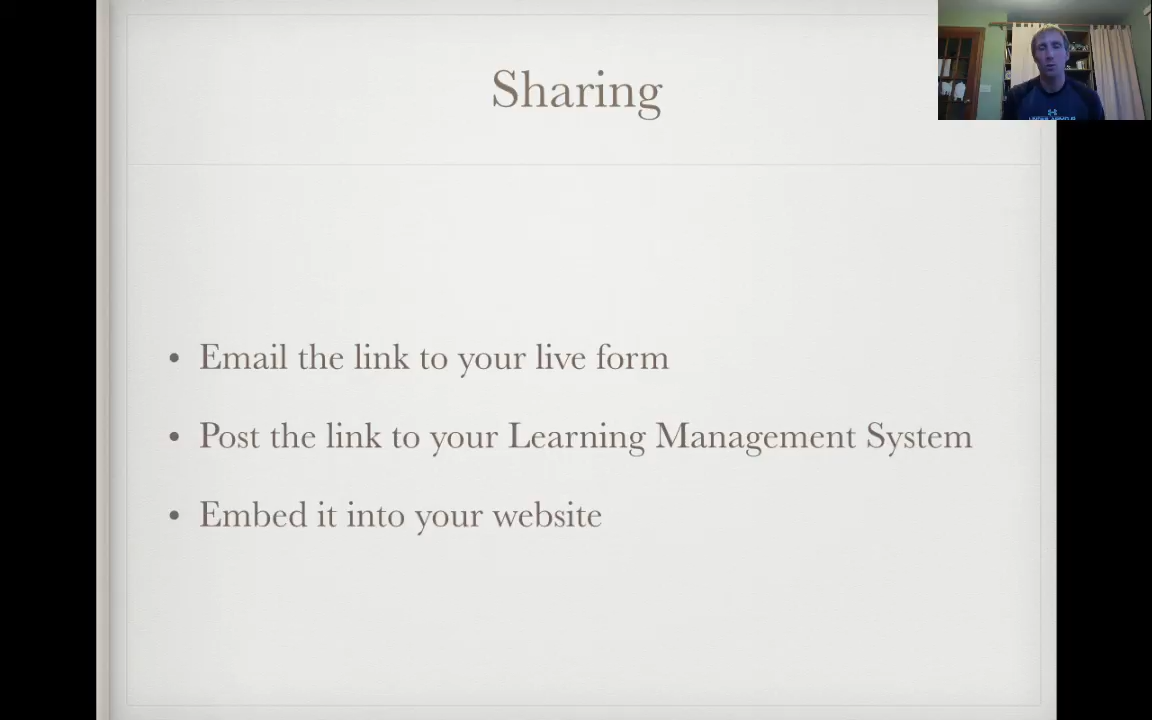 Sharing
• Email the link to your live form
• Post the link to your Learning Management System
• Embed it into your website